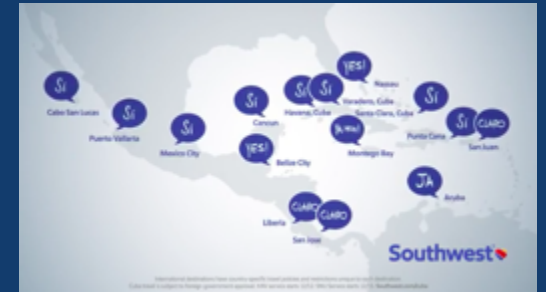 YES!
Nassau
Sí
Cabo San Lucas
Sí
Puerto Vallarta
Sí
Mexico City
Sí
Cancun
Sí
Havana, Cuba
Sí
Varadero, Cuba
Santa Clara, Cuba
Sí
Punta Cana
Sí
CLARO
San Juan
YES!
Belize City
Montego Bay
JA
Aruba
CLARO
Liberia
CLARO
San Jose
Southwest